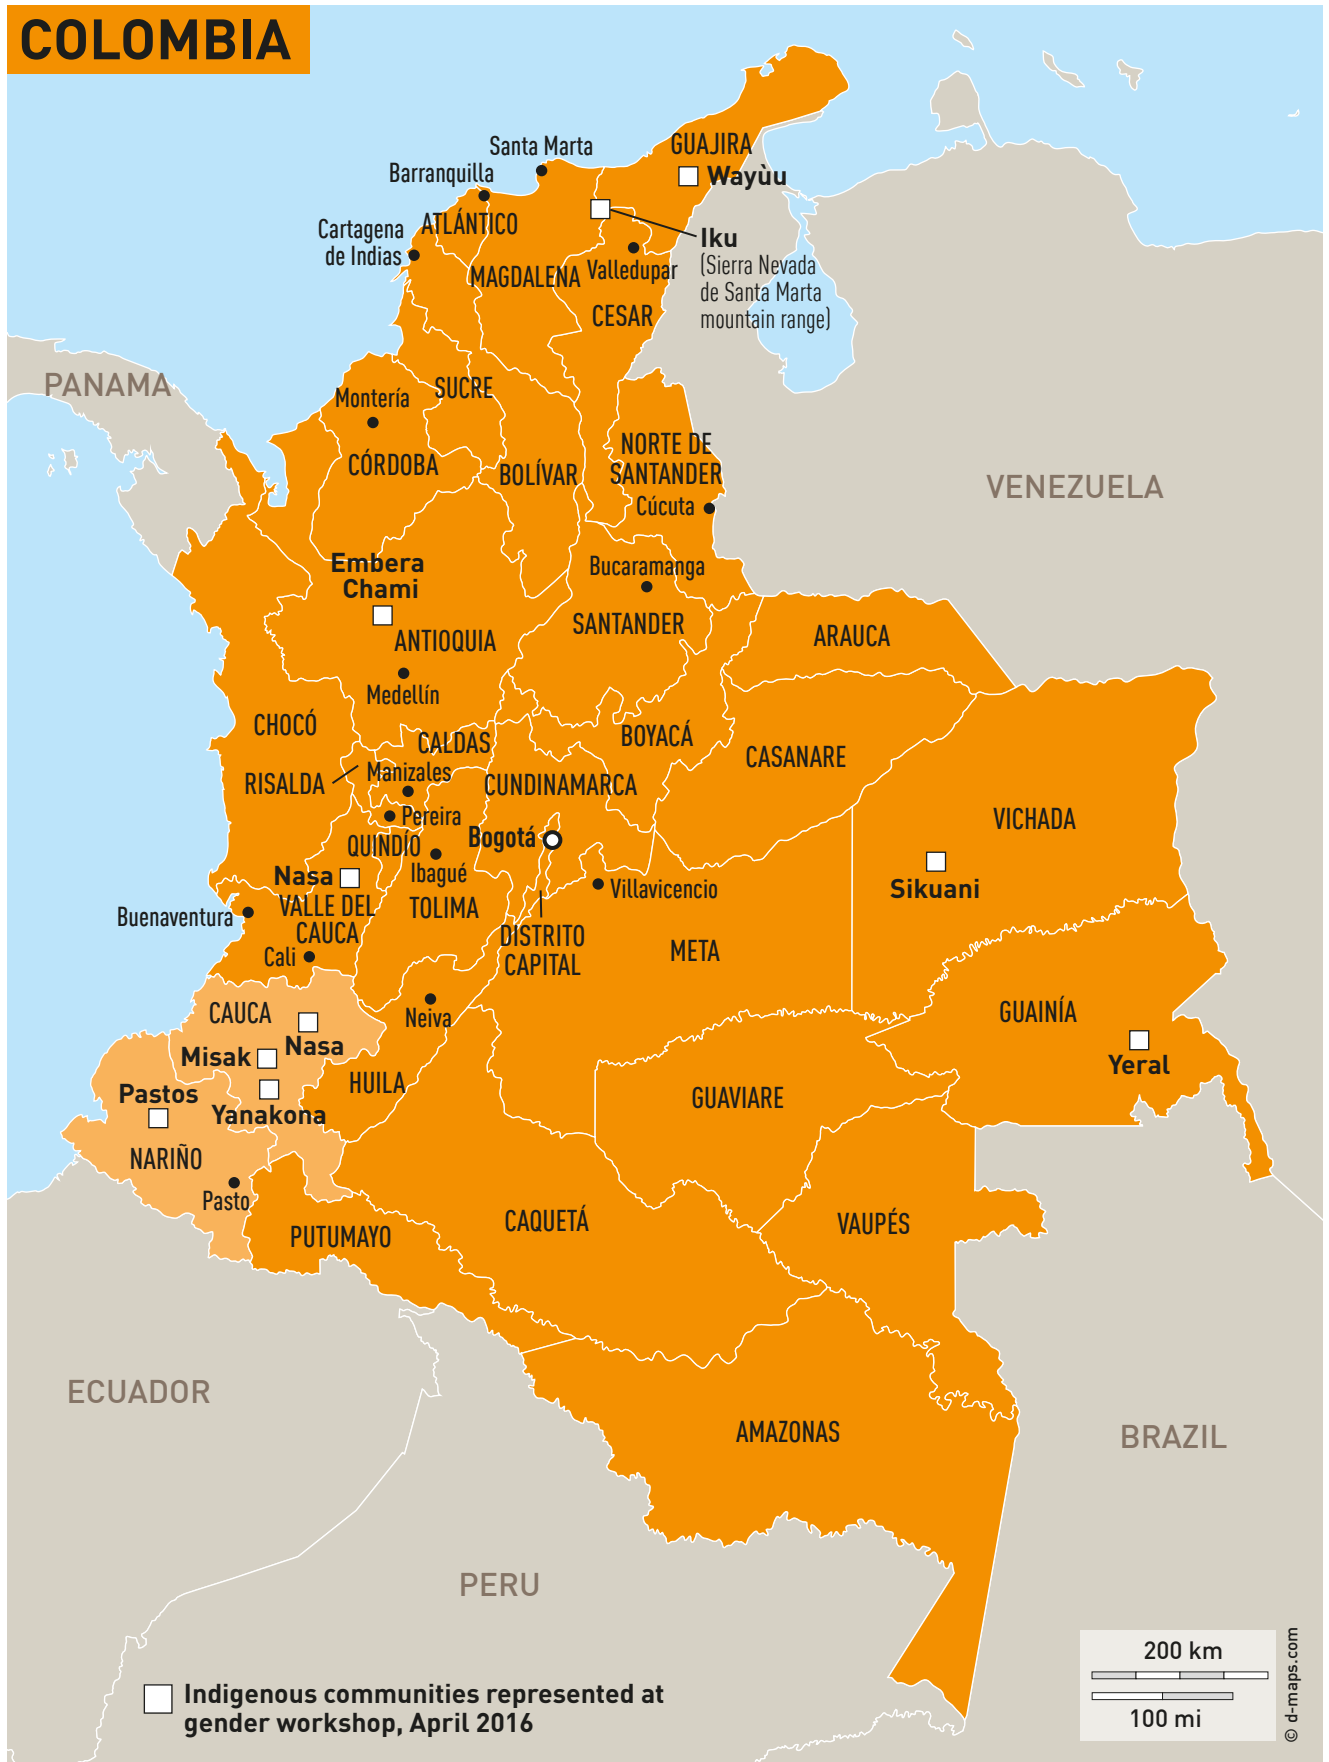 COLOMBIA
Santa Marta
GUAJIRA
Barranquilla
Wayùu
Cartagena
de Indias
ATLÁNTICO
Iku
(Sierra Nevada
de Santa Marta
mountain range)
MAGDALENA
Valledupar
CESAR
PANAMA
Montería
SUCRE
CÓRDOBA
BOLÍVAR
NORTE DE
SANTANDER
Cúcuta
VENEZUELA
Embera
Chami
Bucaramanga
ANTIOQUIA
SANTANDER
ARAUCA
Medellín
CHOCÓ
CALDAS
BOYACÁ
CASANARE
RISALDA
Manizales
CUNDINAMARCA
Pereira
VICHADA
QUINDÍO
Bogotá
Ibagué
Nasa
Villavicencio
Sikuani
VALLE DEL
CAUCA
TOLIMA
Buenaventura
DISTRITO
CAPITAL
META
Cali
CAUCA
Neiva
GUAINÍA
Nasa
Misak
Yeral
HUILA
Pastos
Yanakona
GUAVIARE
NARIÑO
Pasto
PUTUMAYO
CAQUETÁ
VAUPÉS
ECUADOR
AMAZONAS
BRAZIL
PERU
Indigenous communities represented at
gender workshop, April 2016
200 km
100 mi
© d-maps.com